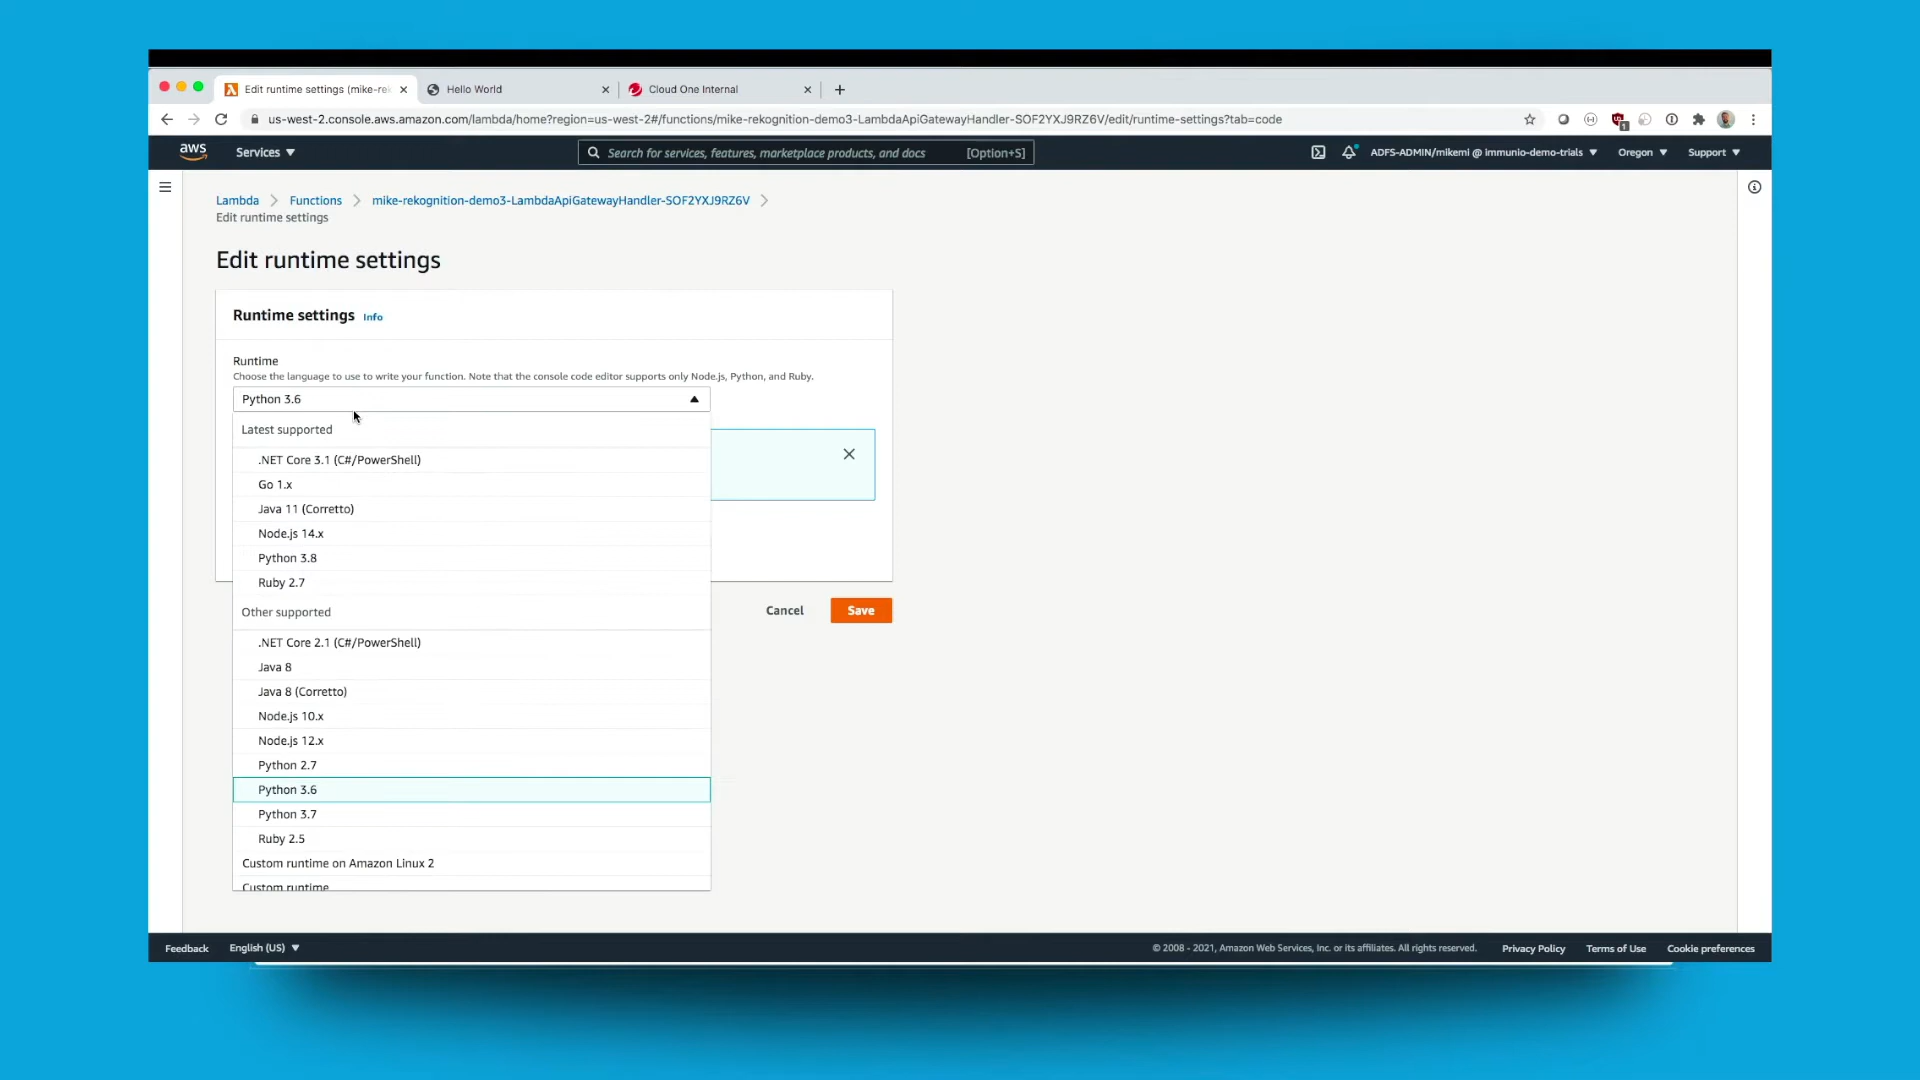 Edit runtime settings (mike-rek
Hello World
Cloud One Internal
us-west-2.console.aws.amazon.com/lambda/home?region=us-west-2#/functions/mike-rekognition-demo3-LambdaApiGatewayHandler-SOF2YXJ9RZ6V/edit/runtime-settings?tab=code
aws
Services
Search for services, features, marketplace products, and docs
[Option+S]
ADFS-ADMIN/mikemi @ immunio-demo-trials
Oregon
Support
Lambda
Functions
mike-rekognition-demo3-LambdaApiGatewayHandler-SOF2YXJ9RZ6V
Edit runtime settings
Edit runtime settings
Runtime settings Info
Runtime
Choose the language to use to write your function. Note that the console code editor supports only Node.js, Python, and Ruby.
Python 3.6
Latest supported
.NET Core 3.1 (C#/PowerShell)
Go 1.x
Java 11 (Corretto)
Node.js 14.x
Python 3.8
Ruby 2.7
Other supported
Cancel
Save
.NET Core 2.1 (C#/PowerShell)
Java 8
Java 8 (Corretto)
Node.js 10.x
Node.js 12.x
Python 2.7
Python 3.6
Python 3.7
Ruby 2.5
Custom runtime on Amazon Linux 2
Custom runtime
Feedback
English (US)
© 2008 - 2021, Amazon Web Services, Inc. or its affiliates. All rights reserved.
Privacy Policy
Terms of Use
Cookie preferences